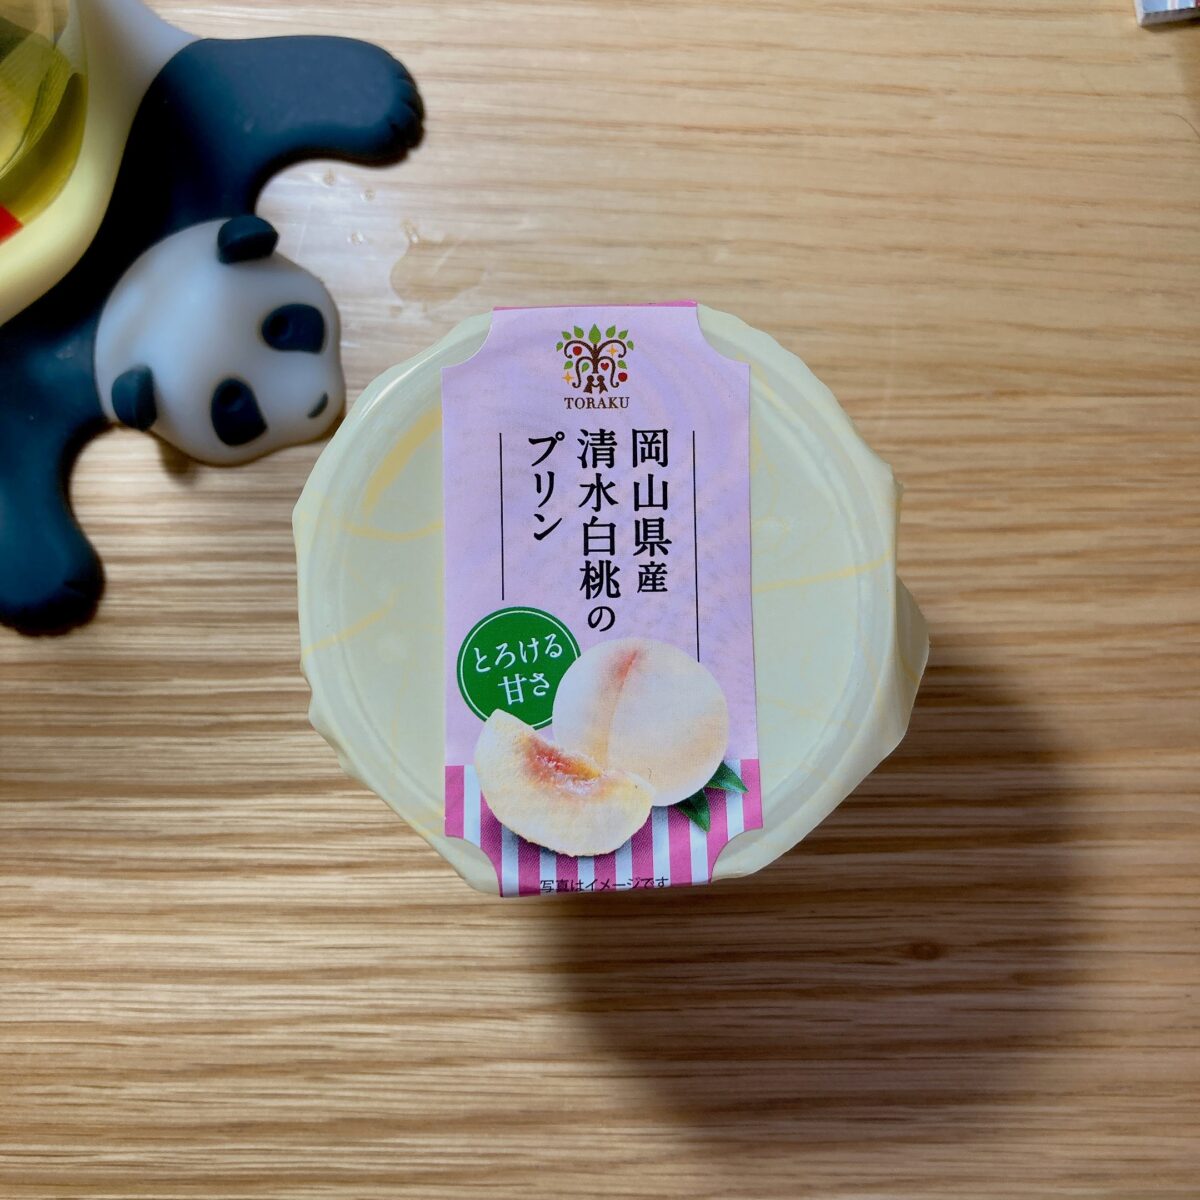 TORAKU
岡山県産
清水白桃の
プリン
とろける
甘さ
写真はイメージです